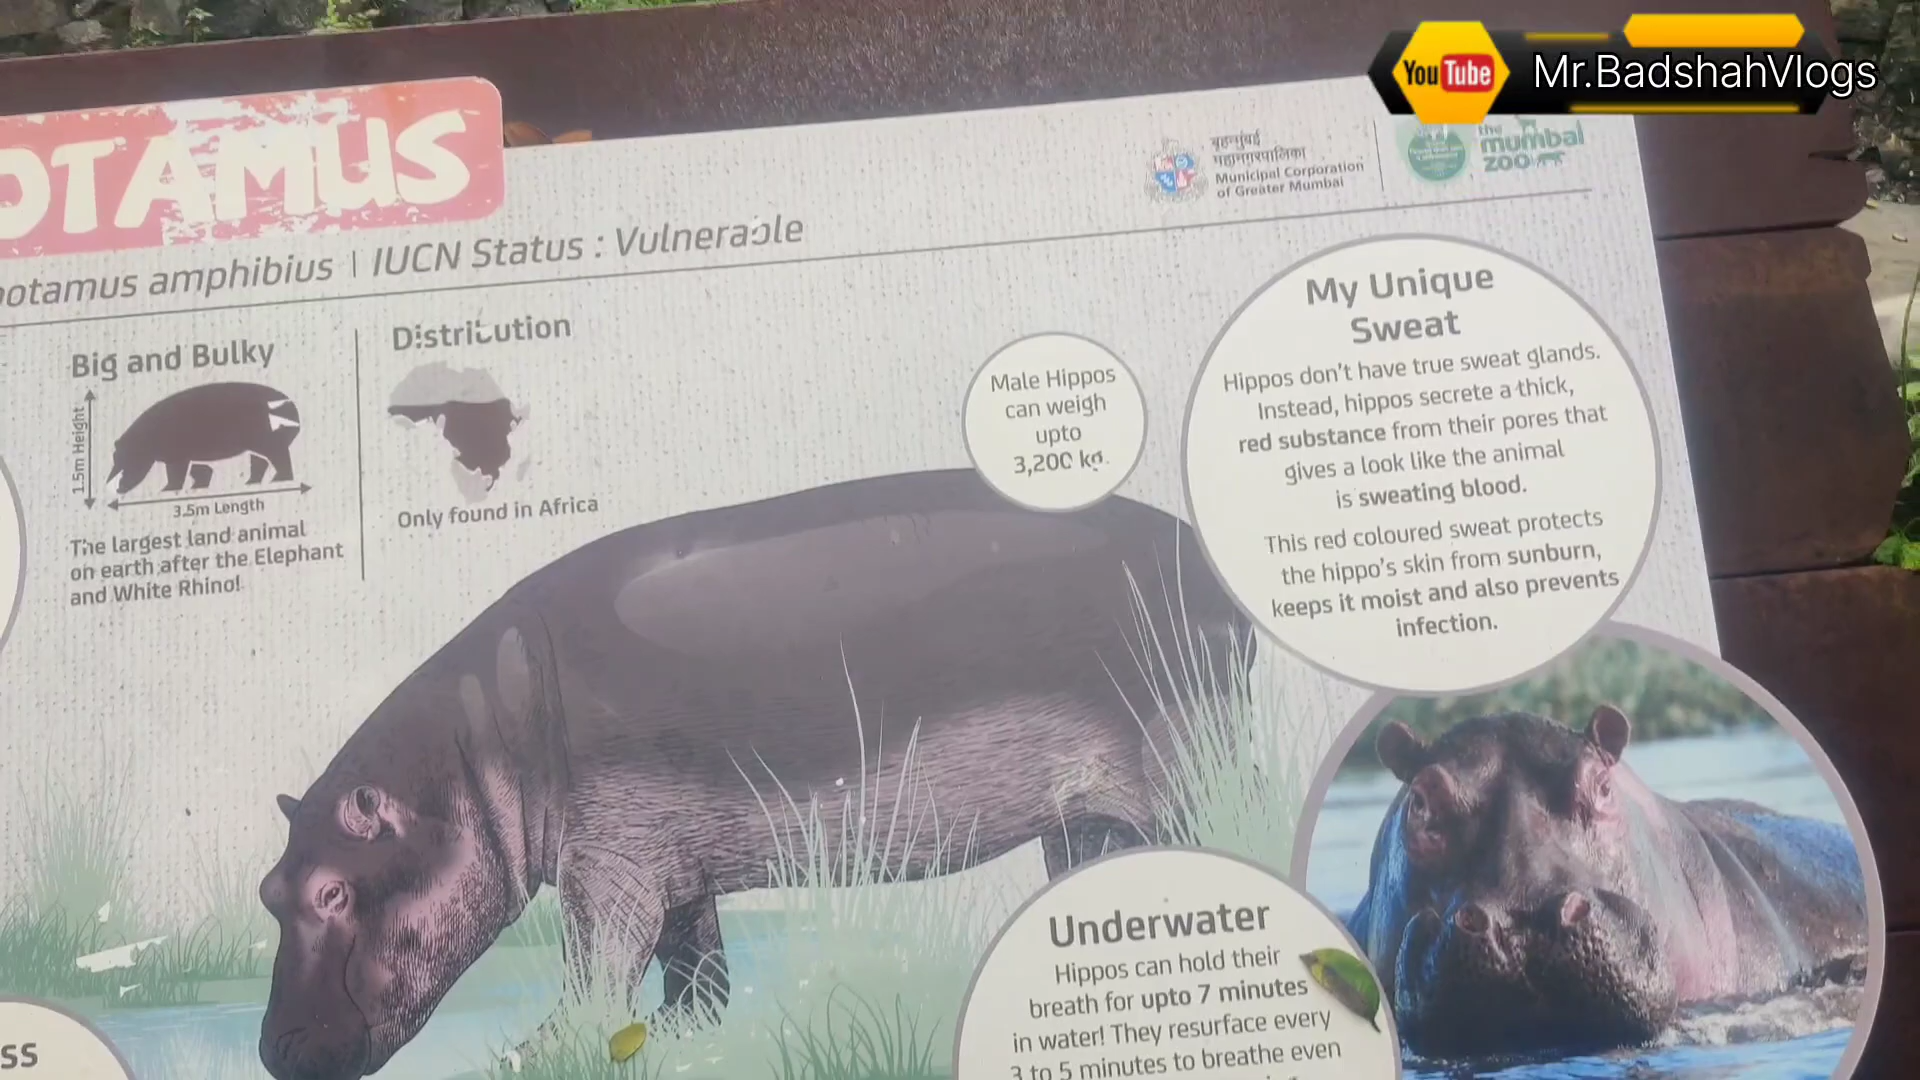 YouTube Mr.BadshahVlogs
OTAMUS
बृहन्मुंबई
महानगरपालिका
Municipal Corporation
of Greater Mumbai
the
mumbai
zoo
otamus amphibius | IUCN Status : Vulnerable
Big and Bulky
1.5m Height
3.5m Length
The largest land animal
on earth after the Elephant
and White Rhino!
Distribution
Only found in Africa
Male Hippos
can weigh
upto
3,200 kg.
My Unique
Sweat
Hippos don't have true sweat glands.
Instead, hippos secrete a thick,
red substance from their pores that
gives a look like the animal
is sweating blood.
This red coloured sweat protects
the hippo's skin from sunburn,
keeps it moist and also prevents
infection.
Underwater
Hippos can hold their
breath for upto 7 minutes
in water! They resurface every
3 to 5 minutes to breathe even
ss